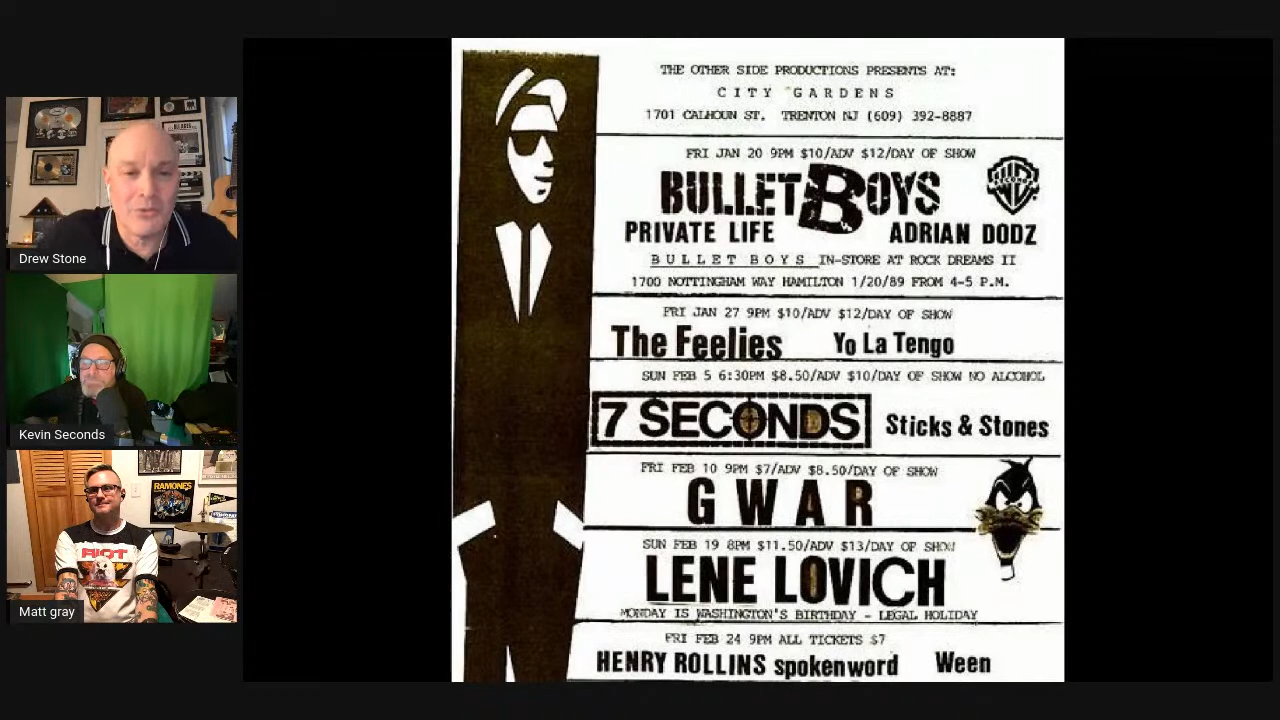 THE OTHER SIDE PRODUCTIONS PRESENTS AT:
CITY GARDENS
1701 CALHOUN ST. TRENTON NJ (609) 392-8887
FRI JAN 20 9PM $10/ADV $12/DAY OF SHOW
BULLET BOYS
PRIVATE LIFE ADRIAN DODZ
BULLET BOYS IN-STORE AT ROCK DREAMS II
1700 NOTTINGHAM WAY HAMILTON 1/20/89 FROM 4-5 P.M.
FRI JAN 27 9PM $10/ADV $12/DAY OF SHOW
The Feelies Yo La Tengo
SUN FEB 5 6:30PM $8.50/ADV $10/DAY OF SHOW NO ALCOHOL
7 SECONDS Sticks & Stones
FRI FEB 10 9PM $7/ADV $8.50/DAY OF SHOW
GWAR
SUN FEB 19 8PM $11.50/ADV $13/DAY OF SHOW
LENE LOVICH
MONDAY IS WASHINGTON'S BIRTHDAY - LEGAL HOLIDAY
FRI FEB 24 9PM ALL TICKETS $7
HENRY ROLLINS spokenword Ween
Drew Stone
Kevin Seconds
RAMONES
RIOT
Matt gray